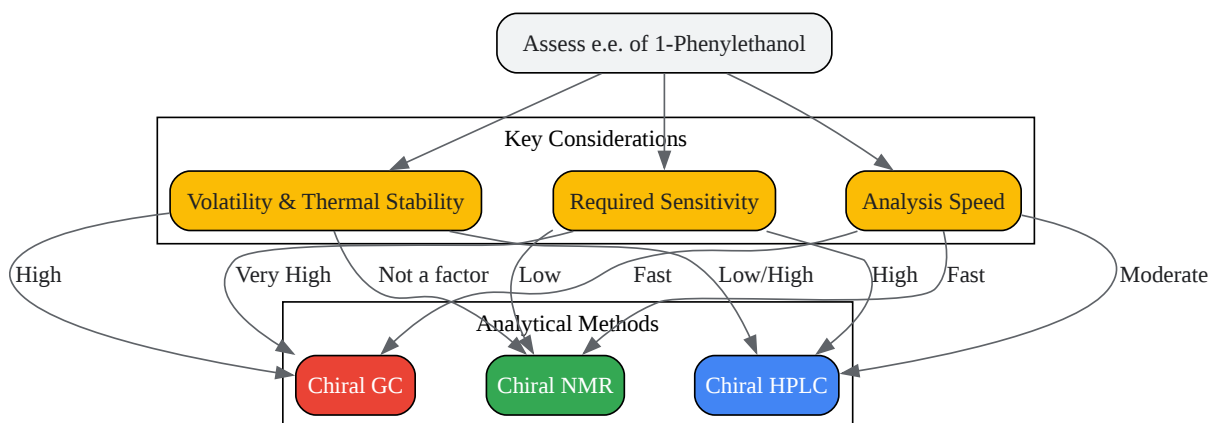 Assess e.e. of 1-Phenylethanol
Key Considerations
Volatility & Thermal Stability
Required Sensitivity
Analysis Speed
High
Very High
Not a factor
Low
Fast
Low/High
High
Fast
Moderate
Analytical Methods
Chiral GC
Chiral NMR
Chiral HPLC